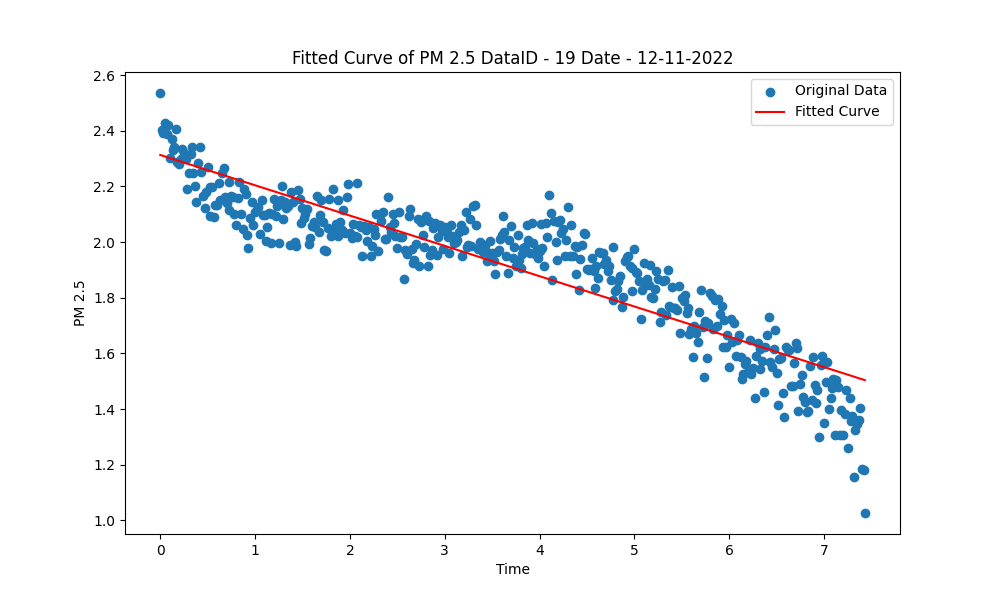 Fitted Curve of PM 2.5 DataID - 19 Date - 12-11-2022
Original Data
Fitted Curve
PM 2.5
2.6
2.4
2.2
2.0
1.8
1.6
1.4
1.2
1.0
0 1 2 3 4 5 6 7
Time